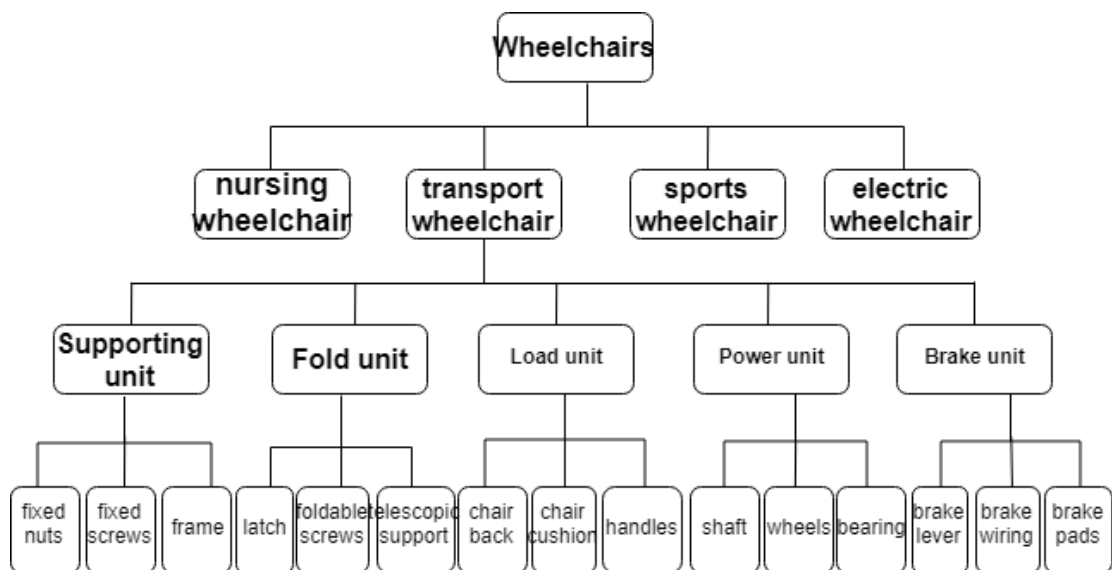 Wheelchairs
nursing
wheelchair
transport
wheelchair
sports
wheelchair
electric
wheelchair
Supporting
unit
Fold unit
Load unit
Power unit
Brake unit
fixed
nuts
fixed
screws
frame
latch
foldable
screws
telescopic
support
chair
back
chair
cushion
handles
shaft
wheels
bearing
brake
lever
brake
wiring
brake
pads